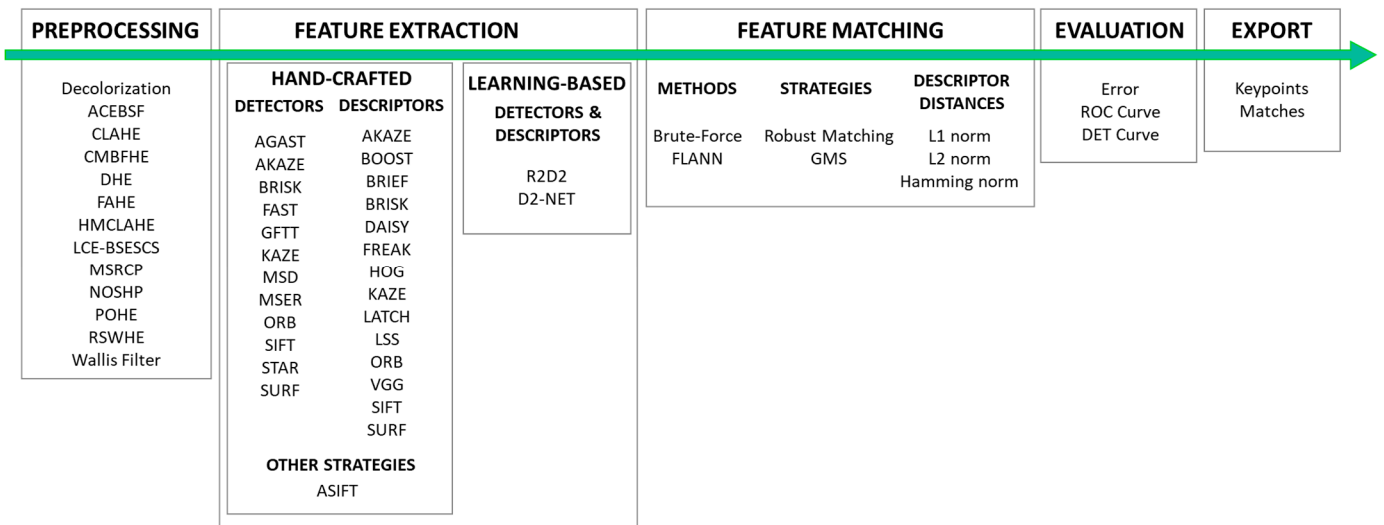 PREPROCESSING
Decolorization
ACEBSF
CLAHE
CMBFHE
DHE
FAHE
HMCLAHE
LCE-BSESCS
MSRCP
NOSHP
POHE
RSWHE
Wallis Filter
FEATURE EXTRACTION
HAND-CRAFTED
DETECTORS
AGAST
AKAZE
BRISK
FAST
GFTT
KAZE
MSD
MSER
ORB
SIFT
STAR
SURF
DESCRIPTORS
AKAZE
BOOST
BRIEF
BRISK
DAISY
FREAK
HOG
KAZE
LATCH
LSS
ORB
VGG
SIFT
SURF
OTHER STRATEGIES
ASIFT
LEARNING-BASED
DETECTORS &
DESCRIPTORS
R2D2
D2-NET
FEATURE MATCHING
METHODS
Brute-Force
FLANN
STRATEGIES
Robust Matching
GMS
DESCRIPTOR
DISTANCES
L1 norm
L2 norm
Hamming norm
EVALUATION
Error
ROC Curve
DET Curve
EXPORT
Keypoints
Matches